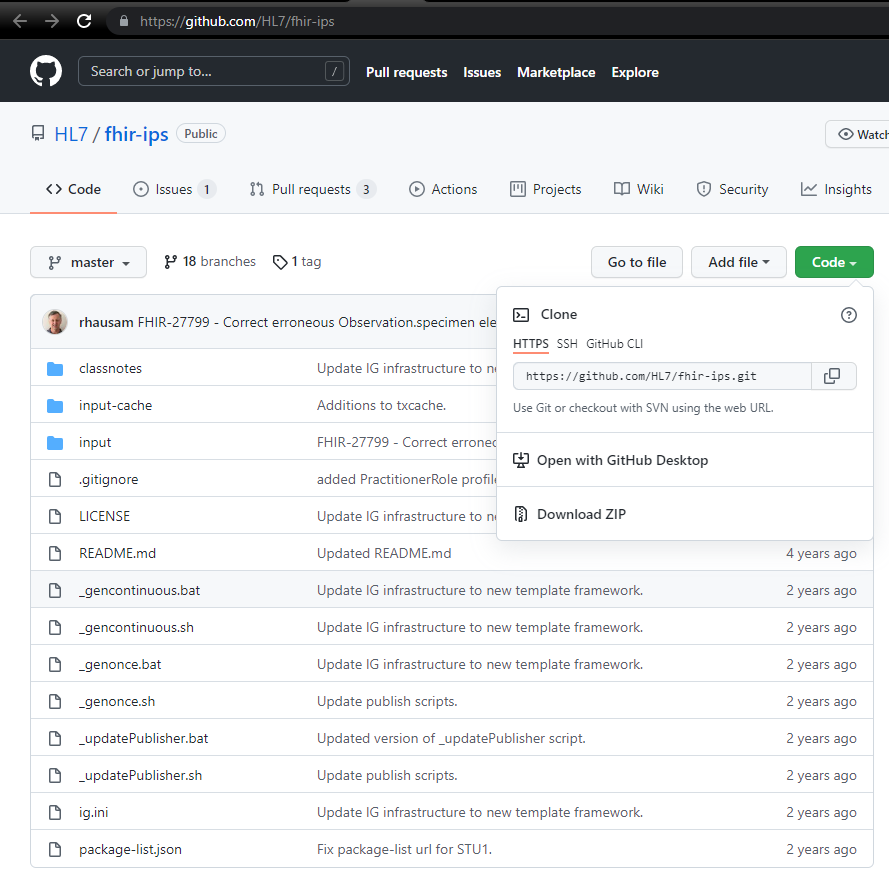 https://github.com/HL7/fhir-ips
Search or jump to... /
Pull requests Issues Marketplace Explore
HL7 / fhir-ips Public
Watch
Code Issues 1 Pull requests 3 Actions Projects Wiki Security Insights
master 18 branches 1 tag Go to file Add file Code
rhausam FHIR-27799 - Correct erroneous Observation.specimen ele
Clone
HTTPS SSH GitHub CLI
https://github.com/HL7/fhir-ips.git
Use Git or checkout with SVN using the web URL.
Open with GitHub Desktop
Download ZIP
classnotes Update IG infrastructure to n
input-cache Additions to txcache.
input FHIR-27799 - Correct erroneo
.gitignore added PractitionerRole profile
LICENSE Update IG infrastructure to n
README.md Updated README.md 4 years ago
_gencontinuous.bat Update IG infrastructure to new template framework. 2 years ago
_gencontinuous.sh Update IG infrastructure to new template framework. 2 years ago
_genonce.bat Update IG infrastructure to new template framework. 2 years ago
_genonce.sh Update publish scripts. 2 years ago
_updatePublisher.bat Updated version of _updatePublisher script. 2 years ago
_updatePublisher.sh Update publish scripts. 2 years ago
ig.ini Update IG infrastructure to new template framework. 2 years ago
package-list.json Fix package-list url for STU1. 2 years ago